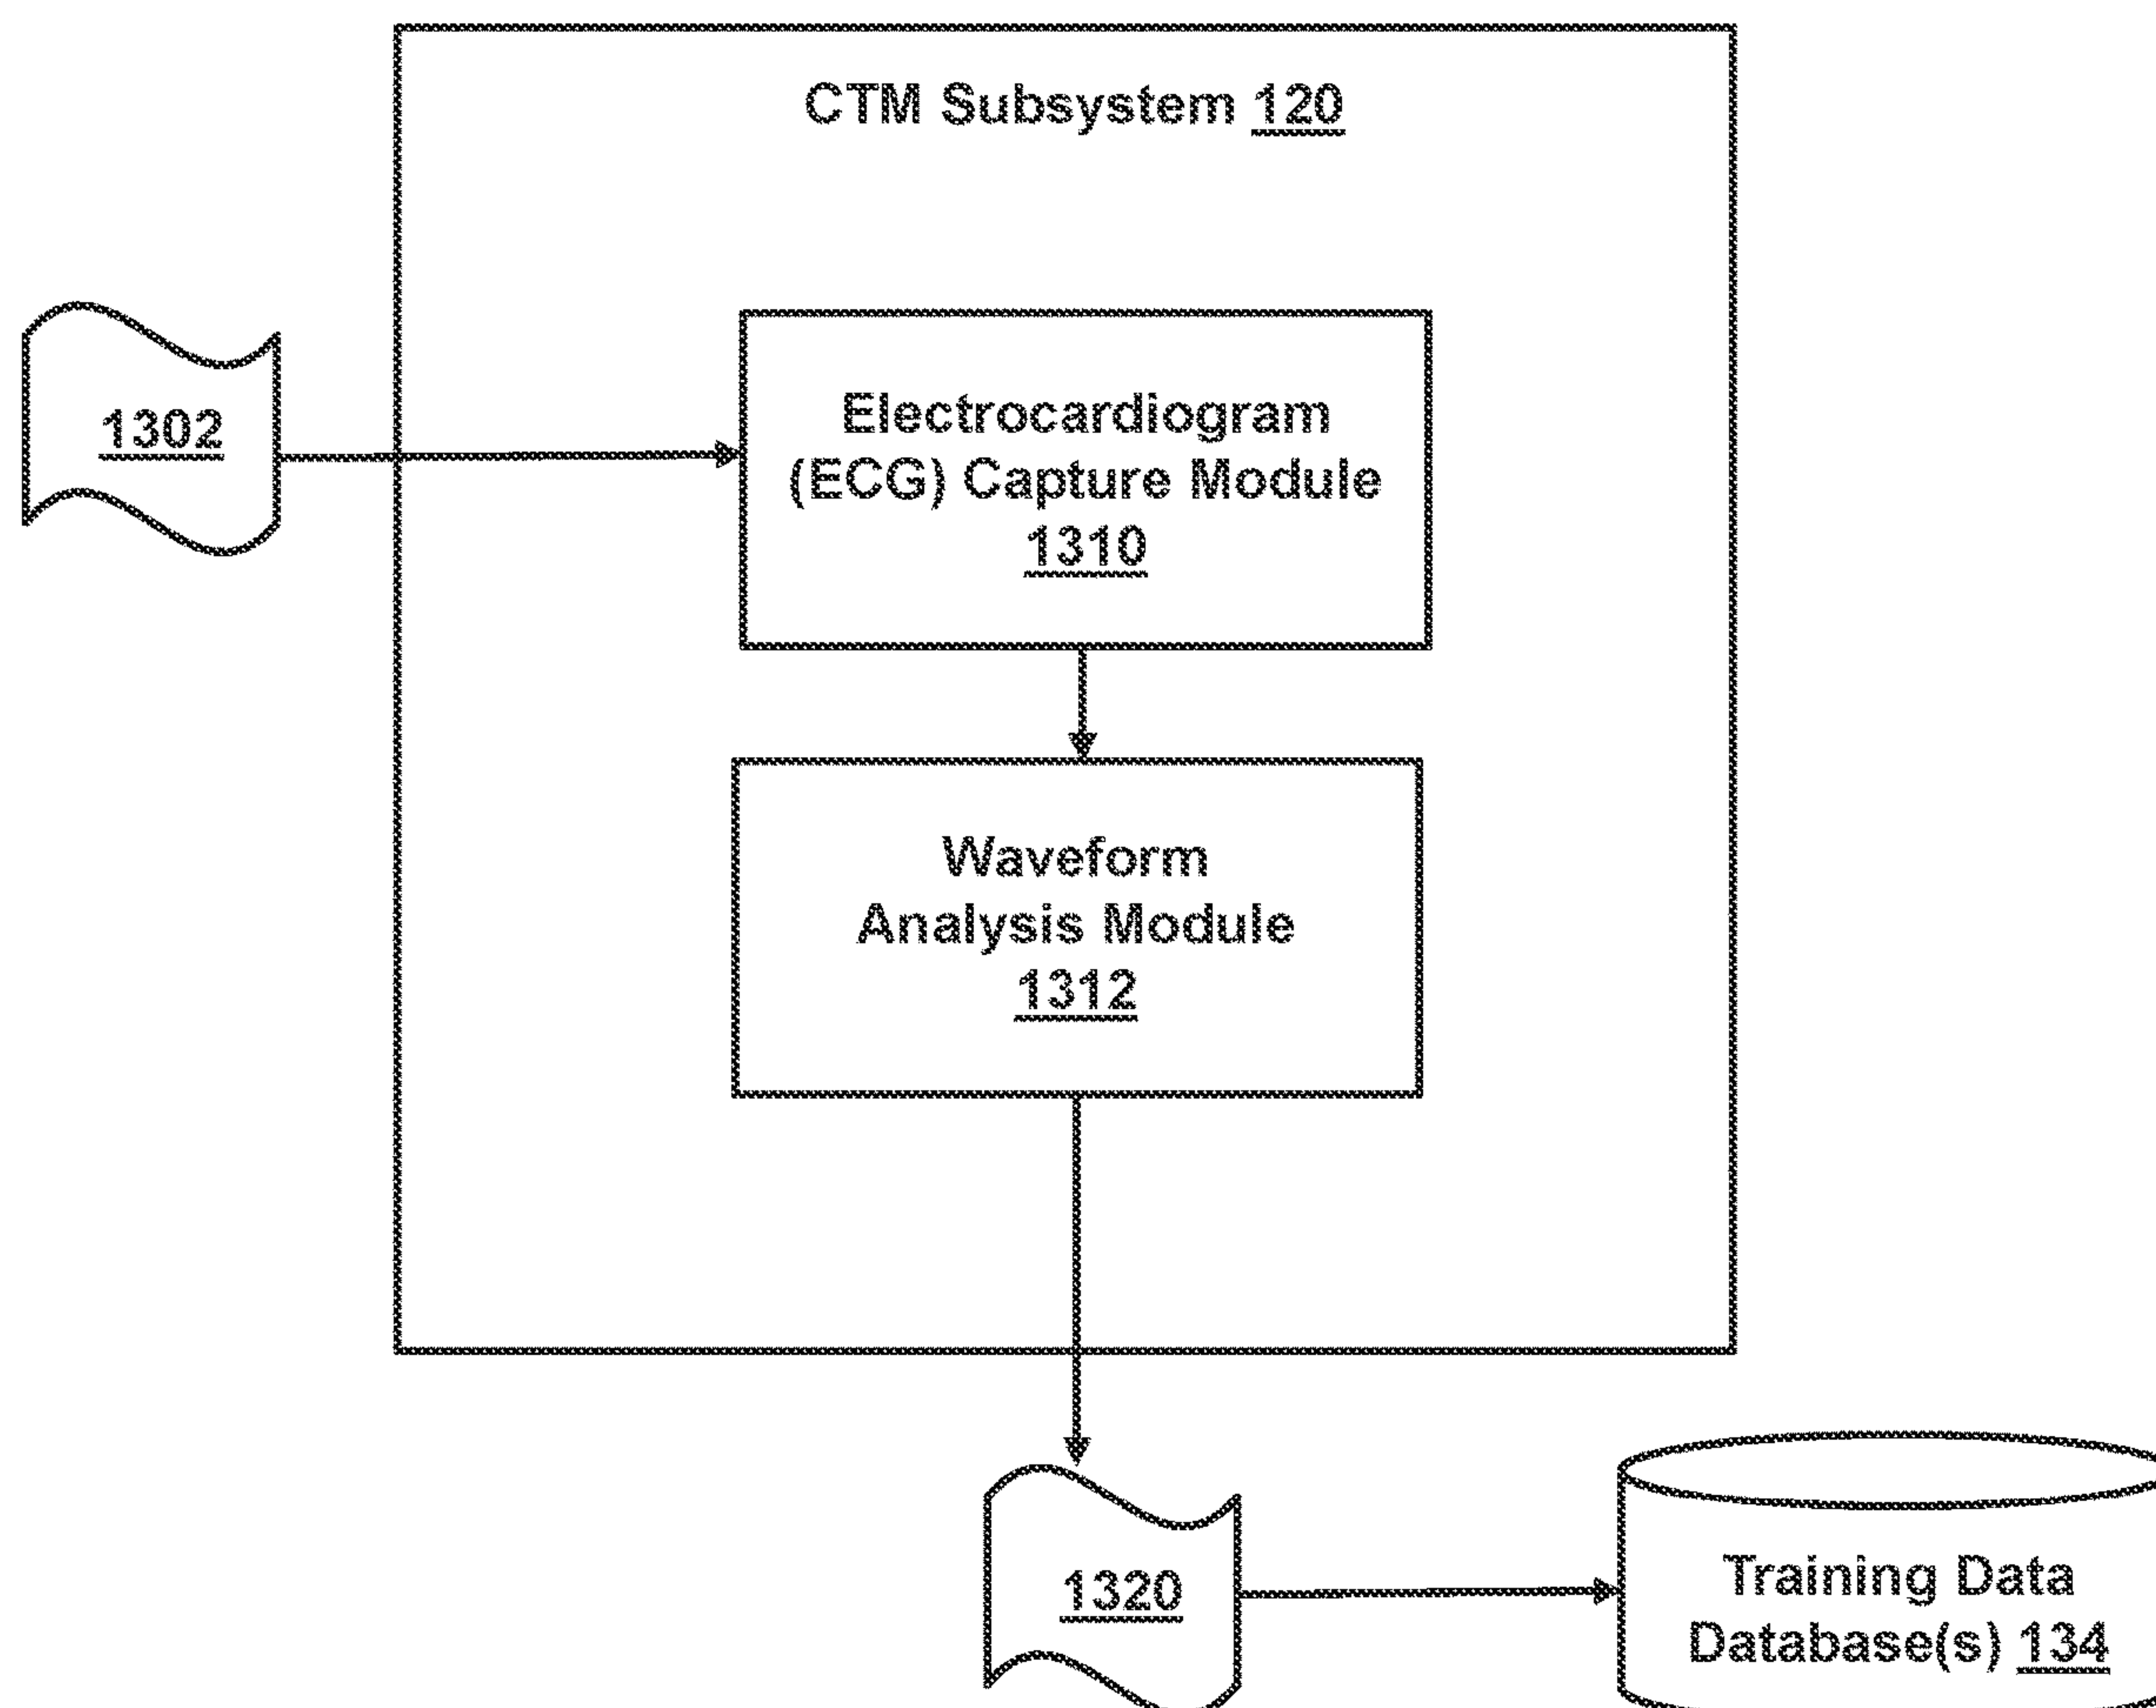 CTM Subsystem 120
1302
Electrocardiogram
(ECG) Capture Module
1310
Waveform
Analysis Module
1312
1320
Training Data
Database(s) 134